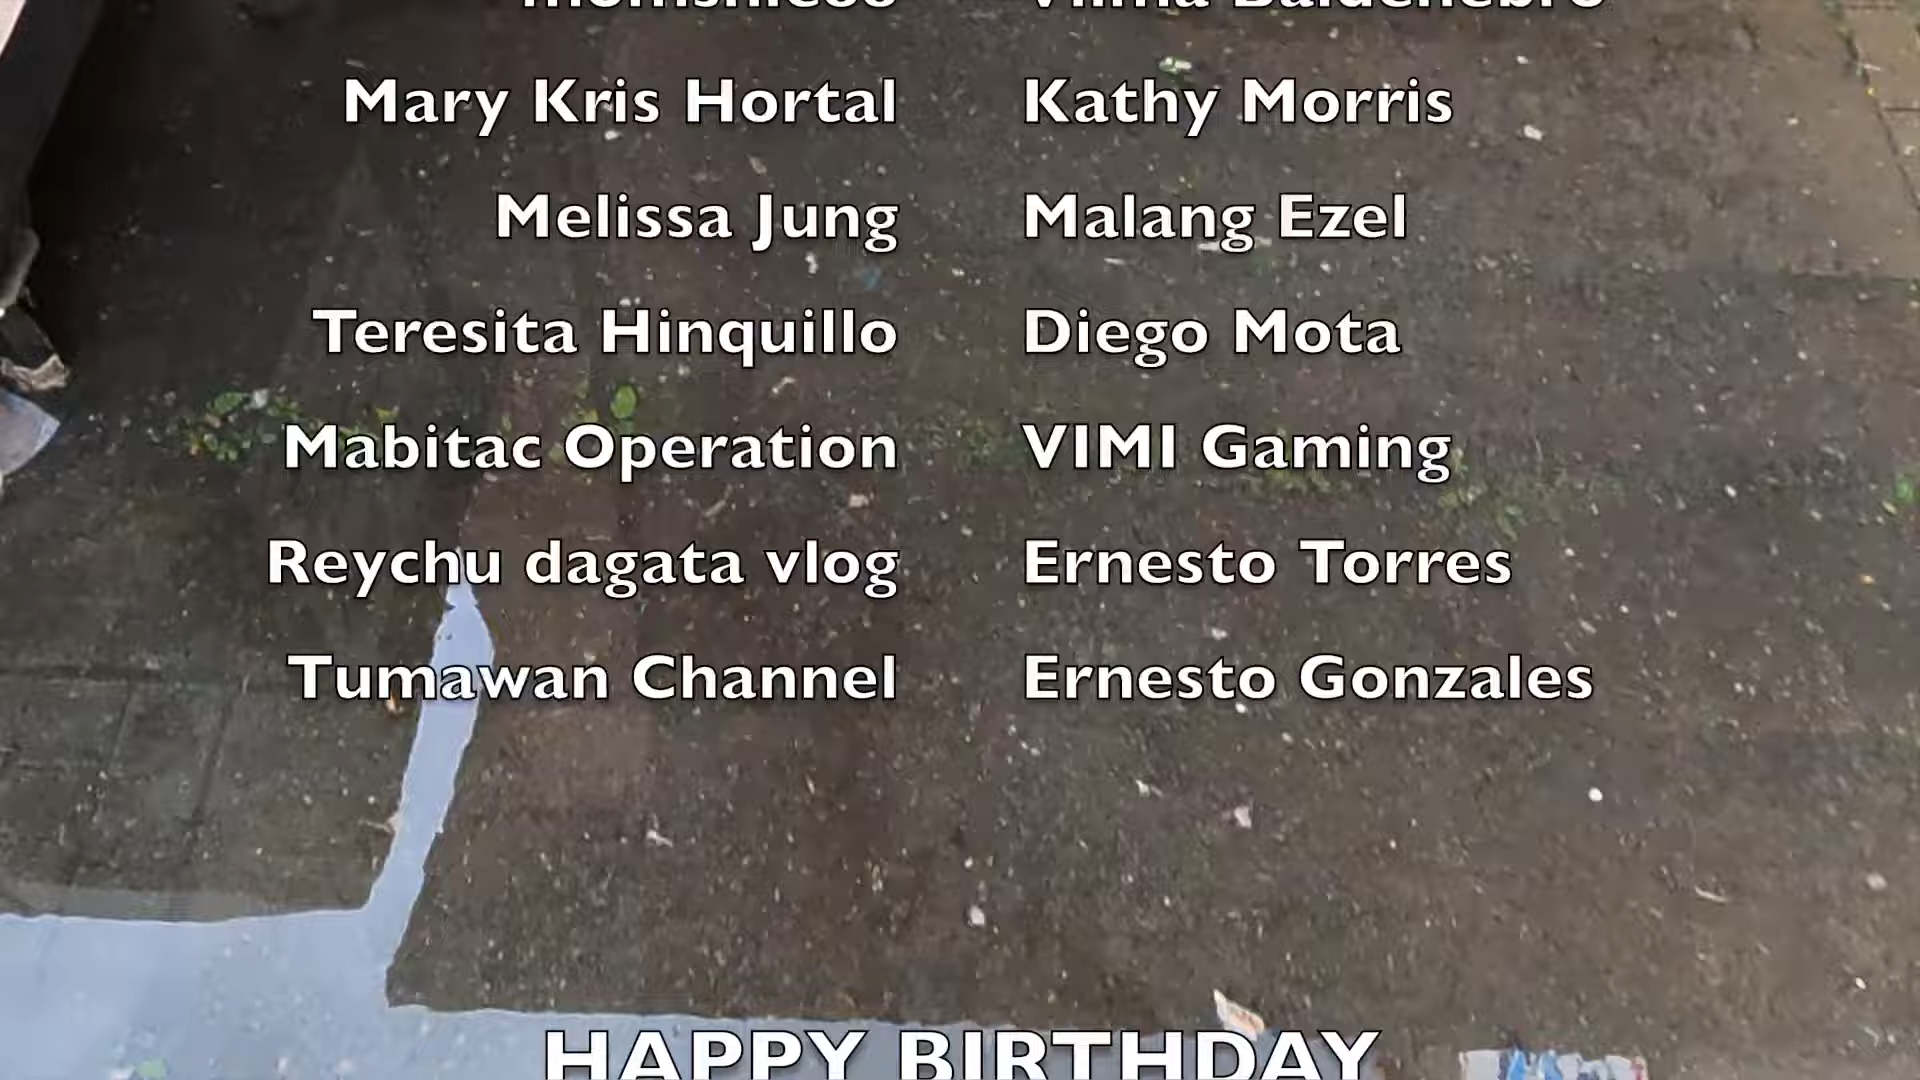 Mary Kris Hortal Kathy Morris
Melissa Jung Malang Ezel
Teresita Hinquillo Diego Mota
Mabitac Operation VIMI Gaming
Reychu dagata vlog Ernesto Torres
Tumawan Channel Ernesto Gonzales
HAPPY BIRTHDAY